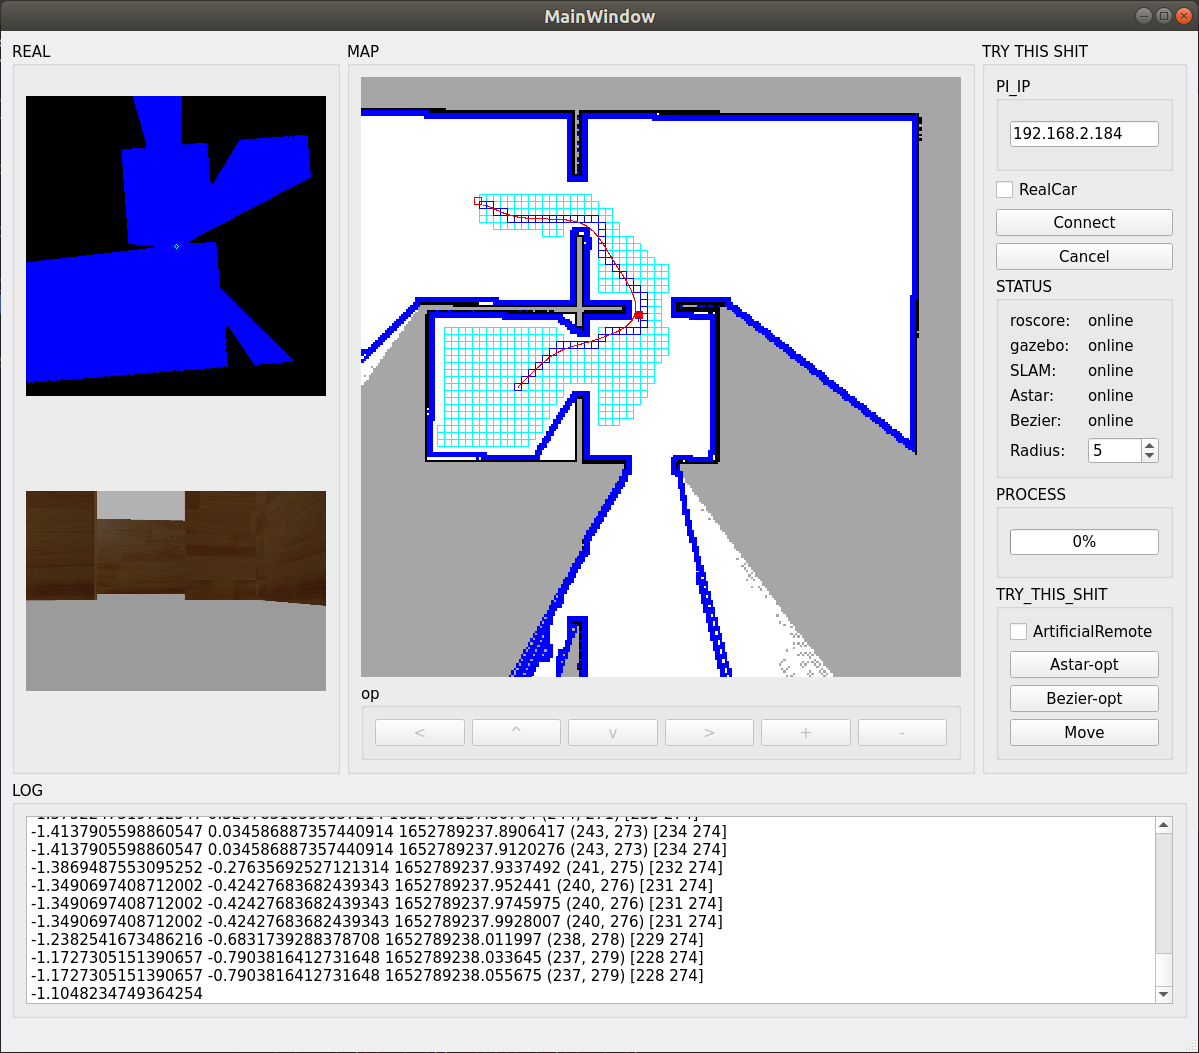 MainWindow
REAL
MAP
TRY THIS SHIT
PI_IP
192.168.2.184
RealCar
Connect
Cancel
STATUS
roscore: online
gazebo: online
SLAM: online
Astar: online
Bezier: online
Radius: 5
PROCESS
0%
TRY_THIS_SHIT
ArtificialRemote
Astar-opt
Bezier-opt
Move
op
< ^ v > + -
LOG
-1.4137905598860547 0.034586887357440914 1652789237.8906417 (243, 273) [234 274]
-1.4137905598860547 0.034586887357440914 1652789237.9120276 (243, 273) [234 274]
-1.3869487553095252 -0.27635692527121314 1652789237.9337492 (241, 275) [232 274]
-1.3490697408712002 -0.42427683682439343 1652789237.952441 (240, 276) [231 274]
-1.3490697408712002 -0.42427683682439343 1652789237.9745975 (240, 276) [231 274]
-1.3490697408712002 -0.42427683682439343 1652789237.9928007 (240, 276) [231 274]
-1.2382541673486216 -0.6831739288378708 1652789238.011997 (238, 278) [229 274]
-1.1727305151390657 -0.7903816412731648 1652789238.033645 (237, 279) [228 274]
-1.1727305151390657 -0.7903816412731648 1652789238.055675 (237, 279) [228 274]
-1.1048234749364254